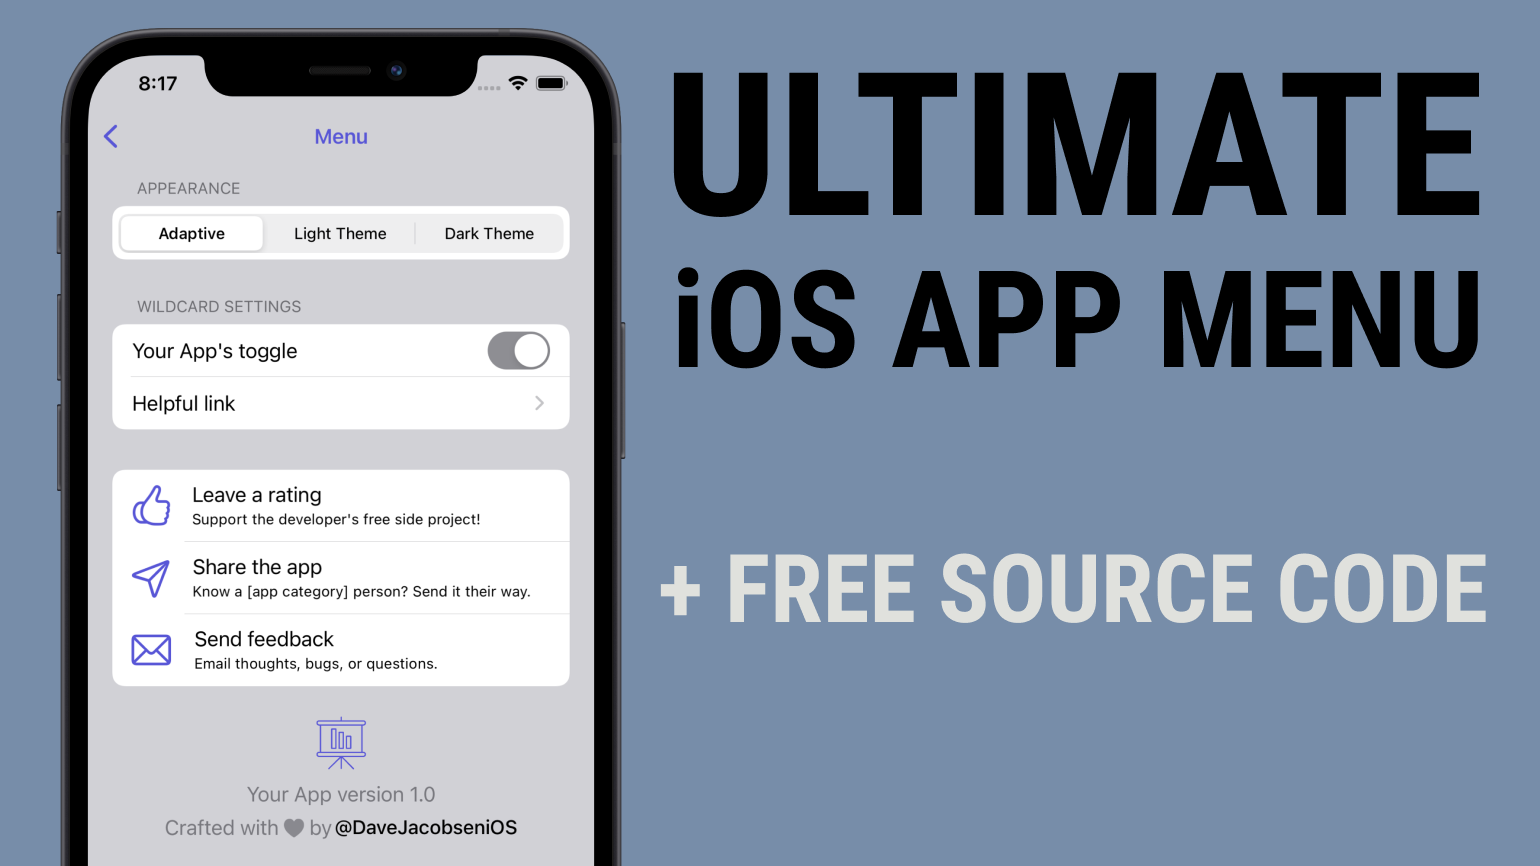 8:17
Menu
APPEARANCE
Adaptive Light Theme Dark Theme
WILDCARD SETTINGS
Your App's toggle
Helpful link
Leave a rating
Support the developer's free side project!
Share the app
Know a [app category] person? Send it their way.
Send feedback
Email thoughts, bugs, or questions.
Your App version 1.0
Crafted with by @DaveJacobseniOS
ULTIMATE
iOS APP MENU
+ FREE SOURCE CODE